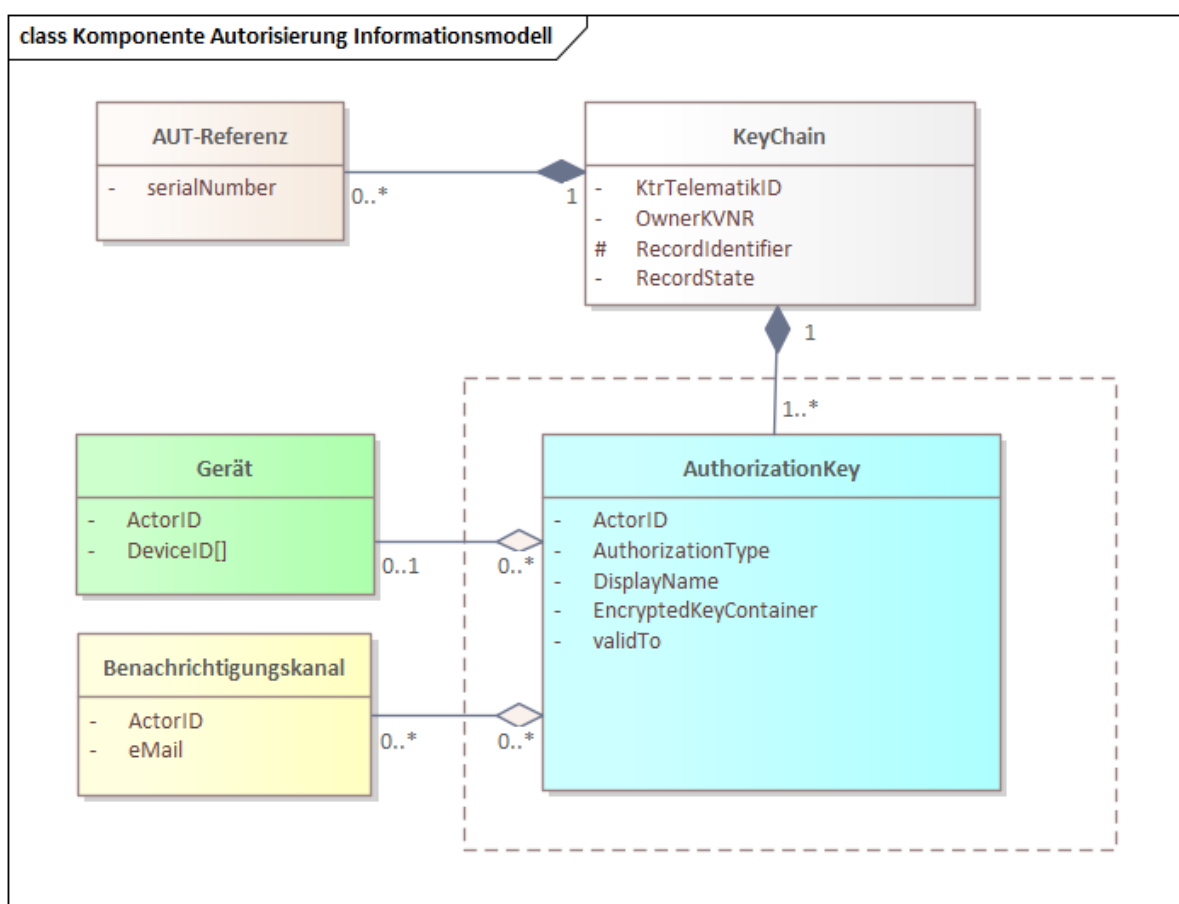 class Komponente Autorisierung Informationsmodell
AUT-Referenz
- serialNumber
0..*
1
KeyChain
- KtrTelematikID
- OwnerKVNR
# RecordIdentifier
- RecordState
1
1..*
Gerät
- ActorID
- DeviceID[]
0..1
0..*
AuthorizationKey
- ActorID
- AuthorizationType
- DisplayName
- EncryptedKeyContainer
- validTo
Benachrichtigungskanal
- ActorID
- eMail
0..*
0..*